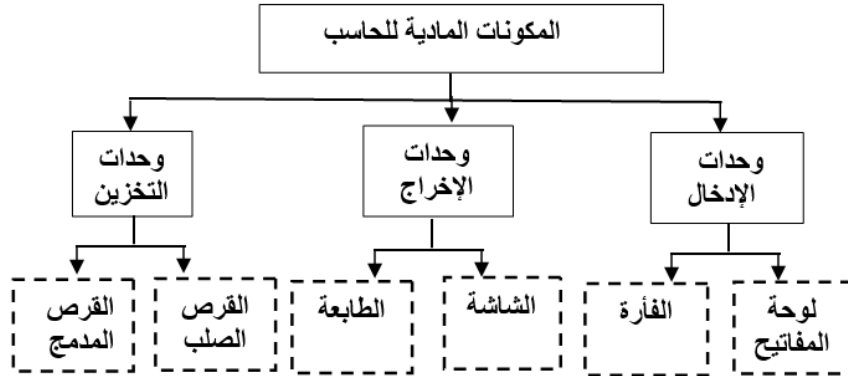 المكونات المادية للحاسب
وحدات
الإدخال
وحدات
الإخراج
وحدات
التخزين
لوحة
المفاتيح
الفأرة
الشاشة
الطابعة
القرص
الصلب
القرص
المدمج